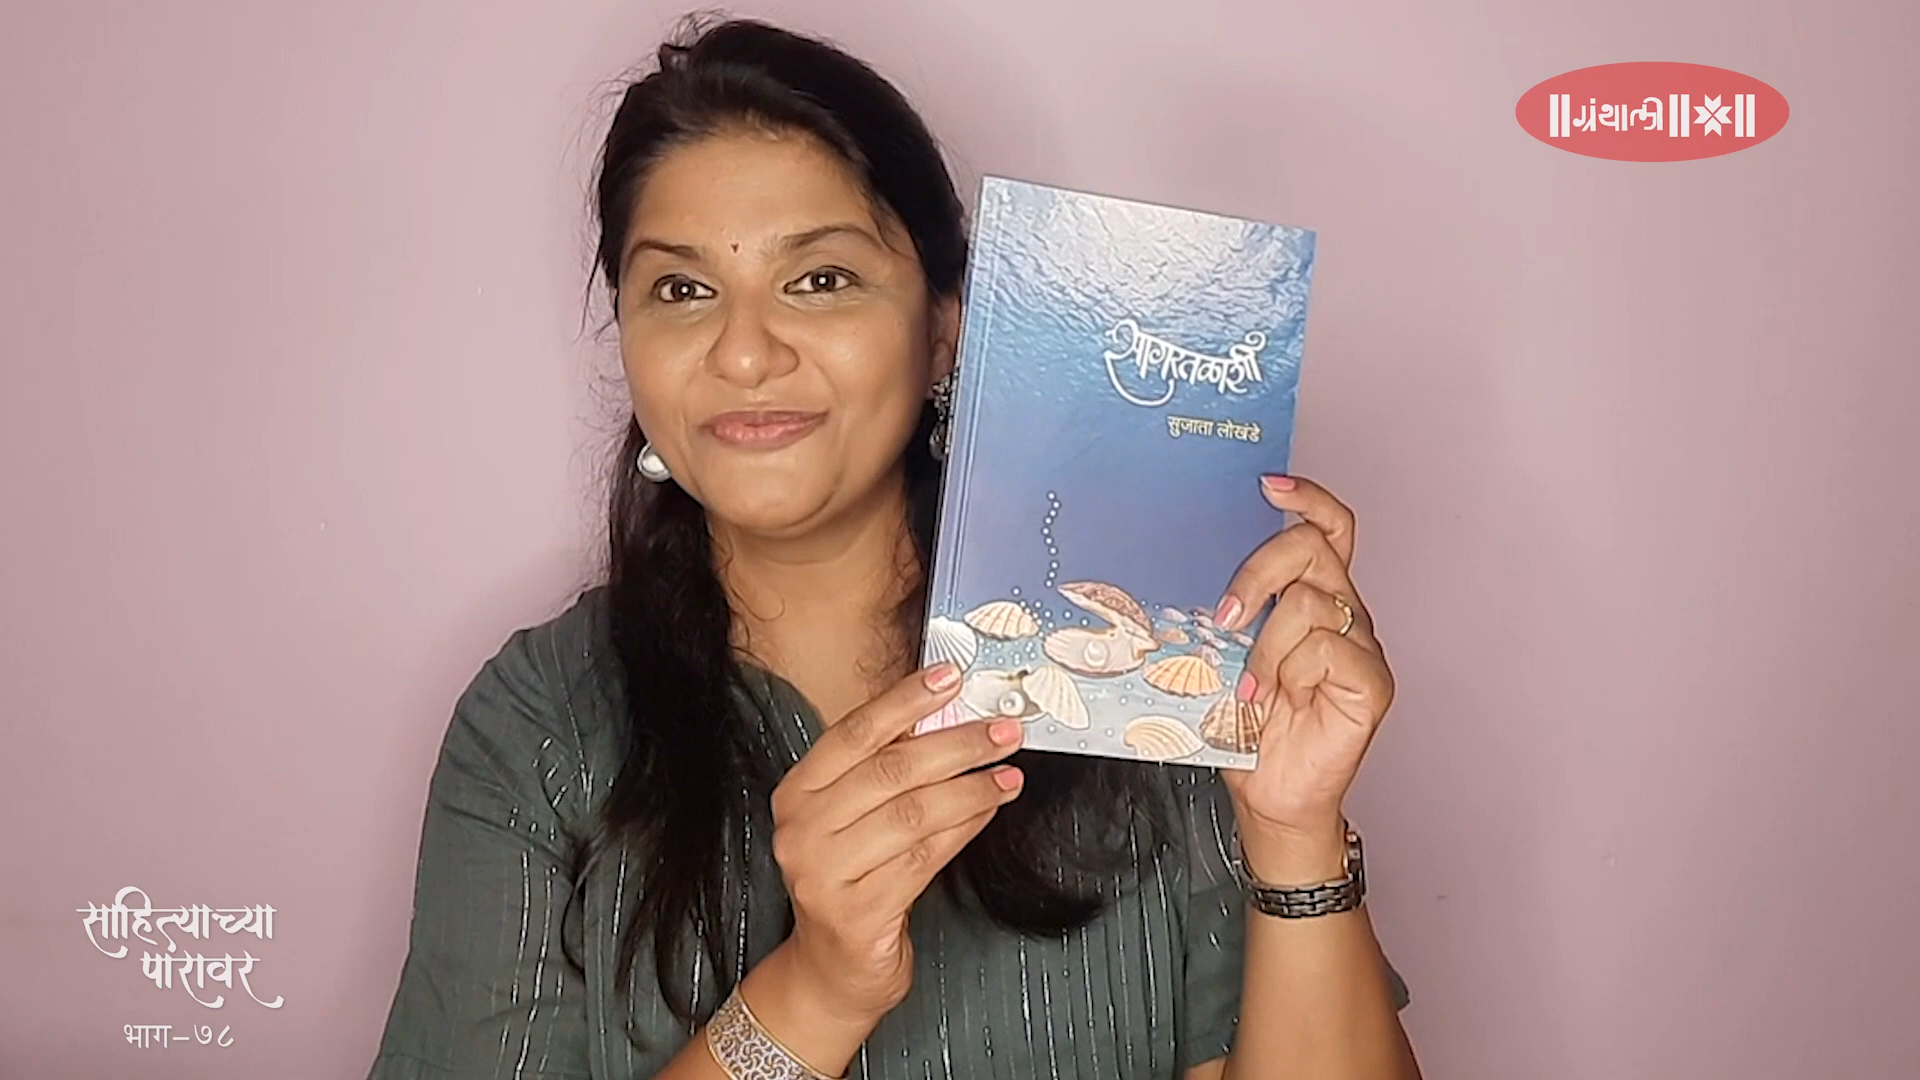 ॥ग्रंथाली॥
सागरतळाशी
सुजाता लोखंडे
साहित्याच्या
पारावर
भाग-७८